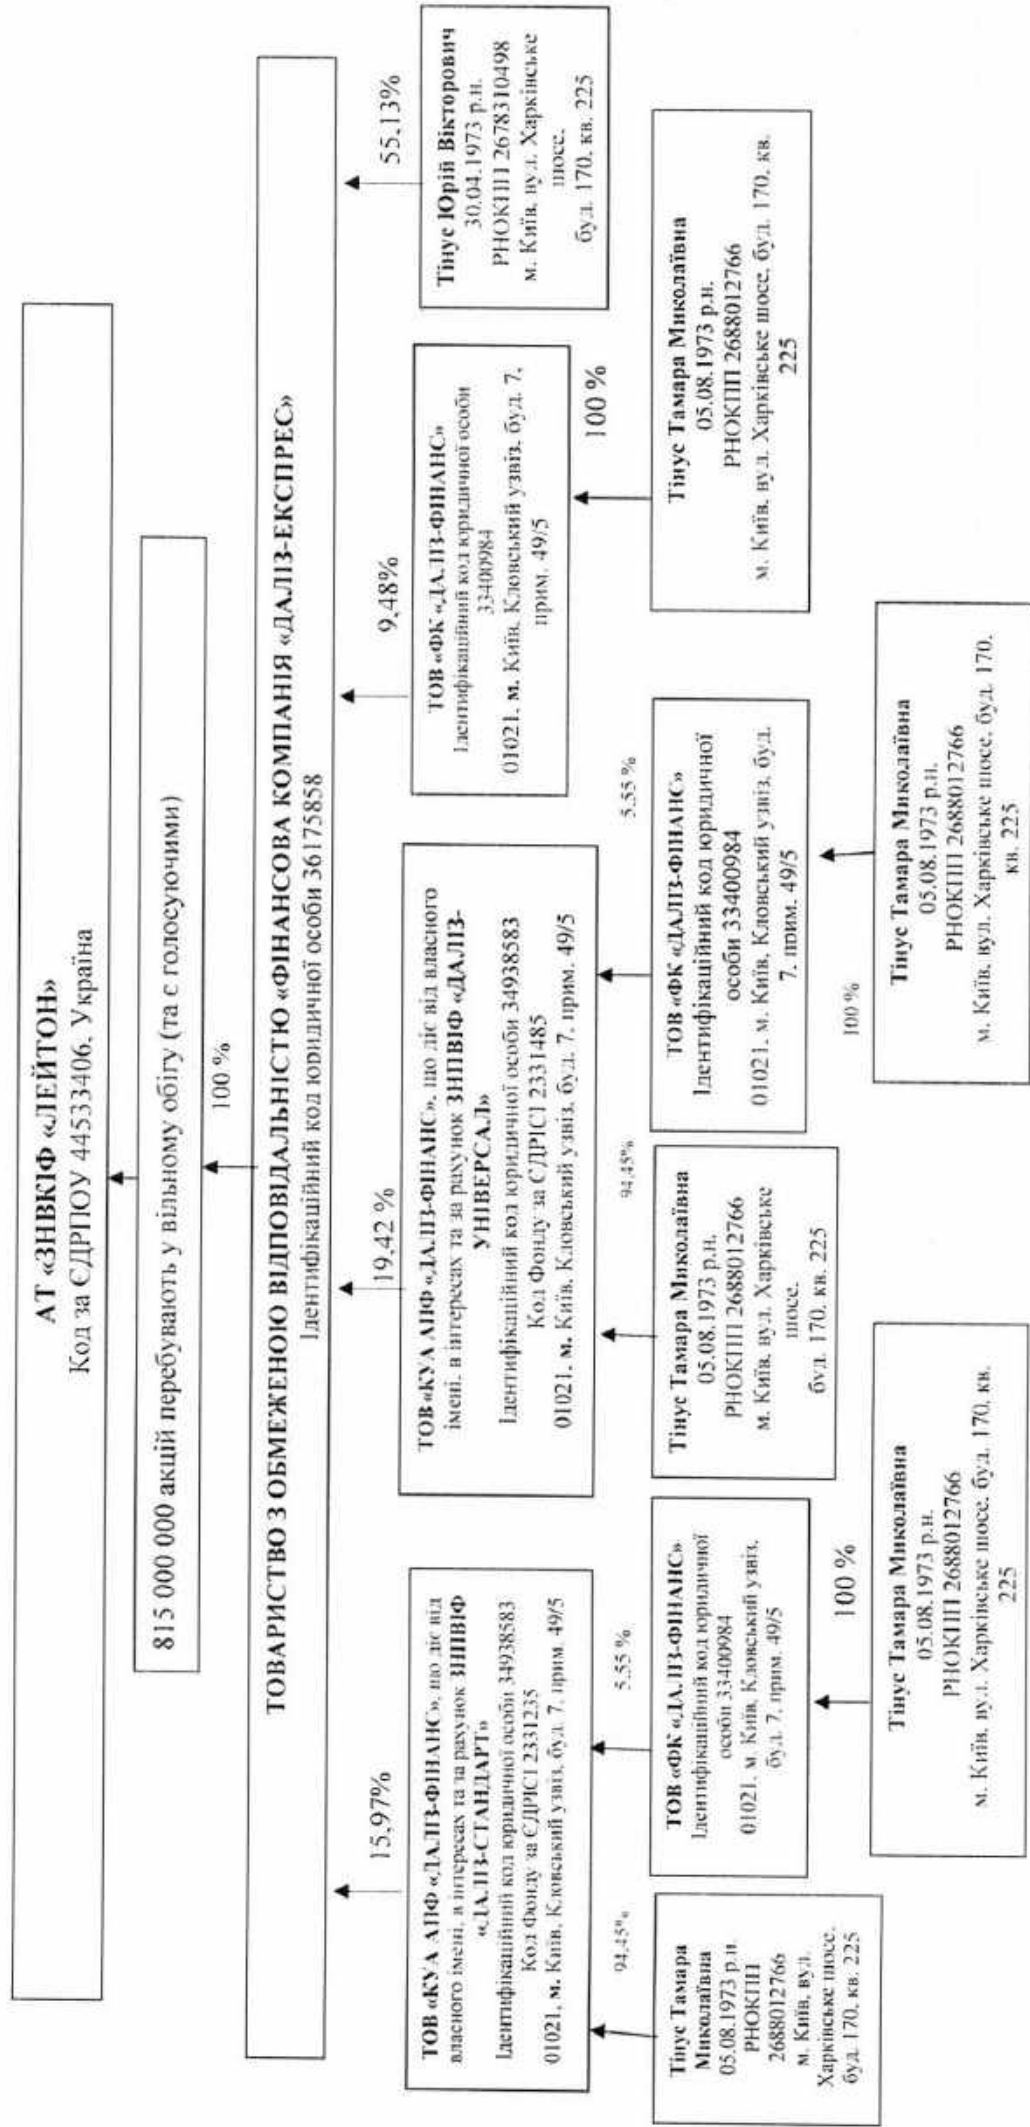 АТ «ЗНВКІФ «ЛЕЙТОН»
Код за ЄДРПОУ 44533406, Україна
815 000 000 акцій перебувають у вільному обігу (та є голосуючими)
100 %
ТОВАРИСТВО З ОБМЕЖЕНОЮ ВІДПОВІДАЛЬНІСТЮ «ФІНАНСОВА КОМПАНІЯ «ДАЛІЗ-ЕКСПРЕС»
Ідентифікаційний код юридичної особи 36175858
15,97%
19,42 %
9,48%
55,13%
ТОВ «КУА АПФ «ДАЛІЗ-ФІНАНС», що діє від
власного імені, в інтересах та за рахунок ЗНПВІФ
«ДАЛІЗ-СТАНДАРТ»
Ідентифікаційний код юридичної особи 34938583
Код Фонду за ЄДРІСІ 2331235
01021, м. Київ, Кловський узвіз, буд. 7, прим. 49/5
ТОВ «КУА АПФ «ДАЛІЗ-ФІНАНС», що діє від власного
імені, в інтересах та за рахунок ЗНПВІФ «ДАЛІЗ-
УНІВЕРСАЛ»
Ідентифікаційний код юридичної особи 34938583
Код Фонду за ЄДРІСІ 2331485
01021, м. Київ, Кловський узвіз, буд. 7, прим. 49/5
ТОВ «ФК «ДАЛІЗ-ФІНАНС»
Ідентифікаційний код юридичної особи
33400984
01021, м. Київ, Кловський узвіз, буд. 7,
прим. 49/5
Тінус Юрій Вікторович
30.04.1973 р.н.
РНОКПП 2678310498
м. Київ, вул. Харківське
шосе,
буд. 170, кв. 225
94,45%
5,55 %
94,45%
5,55 %
100 %
Тінус Тамара
Миколаївна
05.08.1973 р.н.
РНОКПП
2688012766
м. Київ, вул.
Харківське шосе,
буд. 170, кв. 225
ТОВ «ФК «ДАЛІЗ-ФІНАНС»
Ідентифікаційний код юридичної
особи 33400984
01021, м. Київ, Кловський узвіз,
буд. 7, прим. 49/5
Тінус Тамара Миколаївна
05.08.1973 р.н.
РНОКПП 2688012766
м. Київ, вул. Харківське
шосе,
буд. 170, кв. 225
ТОВ «ФК «ДАЛІЗ-ФІНАНС»
Ідентифікаційний код юридичної
особи 33400984
01021, м. Київ, Кловський узвіз, буд.
7, прим. 49/5
Тінус Тамара Миколаївна
05.08.1973 р.н.
РНОКПП 2688012766
м. Київ, вул. Харківське шосе, буд. 170, кв.
225
100 %
100 %
Тінус Тамара Миколаївна
05.08.1973 р.н.
РНОКПП 2688012766
м. Київ, вул. Харківське шосе, буд. 170, кв.
225
Тінус Тамара Миколаївна
05.08.1973 р.н.
РНОКПП 2688012766
м. Київ, вул. Харківське шосе, буд. 170,
кв. 225